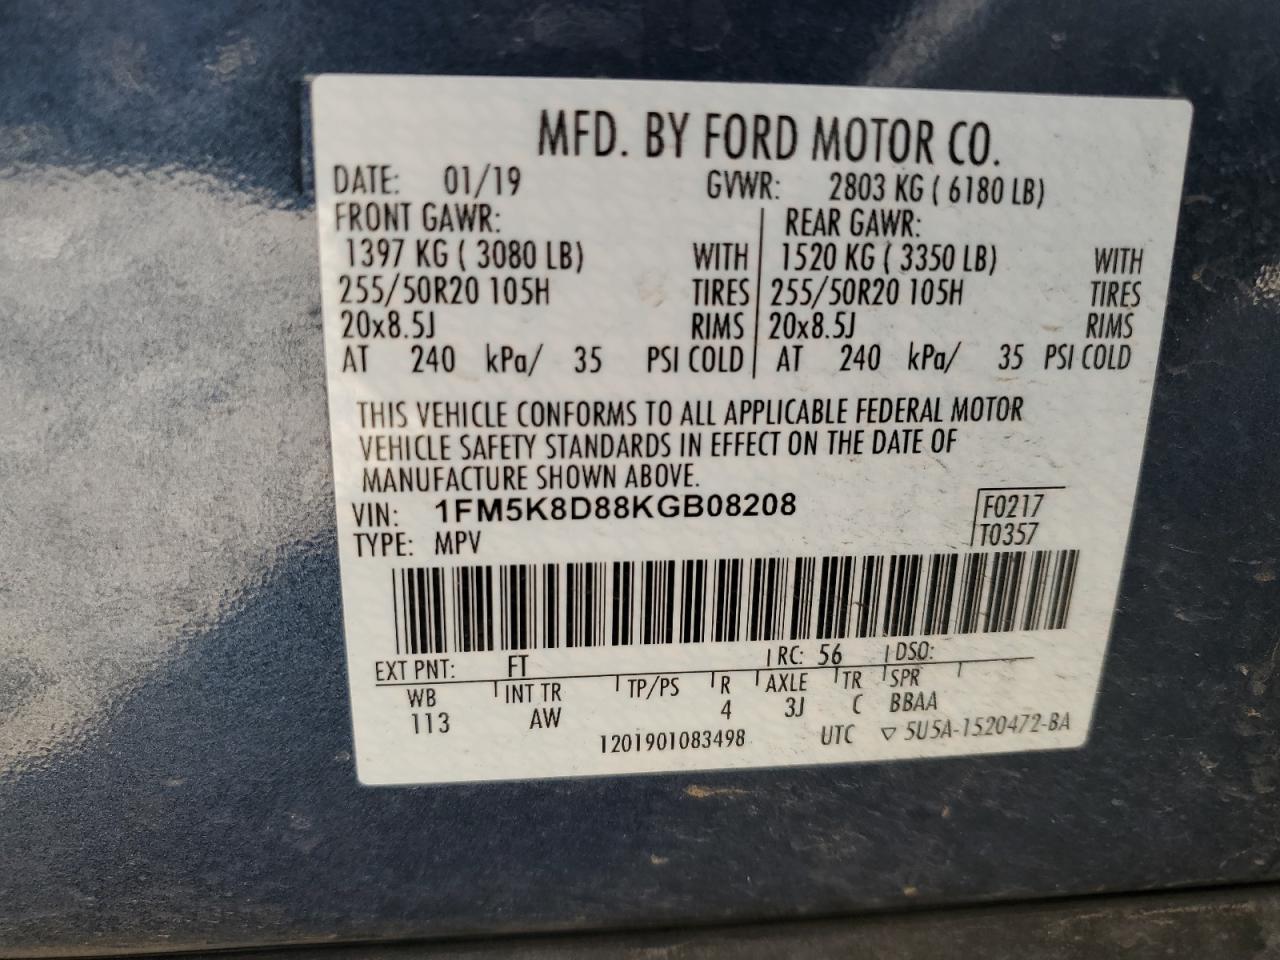 MFD. BY FORD MOTOR CO.
DATE: 01/19 GVWR: 2803 KG ( 6180 LB)
FRONT GAWR: REAR GAWR:
1397 KG ( 3080 LB) WITH 1520 KG ( 3350 LB) WITH
255/50R20 105H TIRES 255/50R20 105H TIRES
20x8.5J RIMS 20x8.5J RIMS
AT 240 kPa/ 35 PSI COLD AT 240 kPa/ 35 PSI COLD
THIS VEHICLE CONFORMS TO ALL APPLICABLE FEDERAL MOTOR
VEHICLE SAFETY STANDARDS IN EFFECT ON THE DATE OF
MANUFACTURE SHOWN ABOVE.
VIN: 1FM5K8D88KGB08208 F0217
TYPE: MPV T0357
EXT PNT: FT RC: 56 DSO:
WB INT TR TP/PS R AXLE TR SPR
113 AW 4 3J C BBAA
1201901083498 UTC ▽ 5U5A-1520472-BA